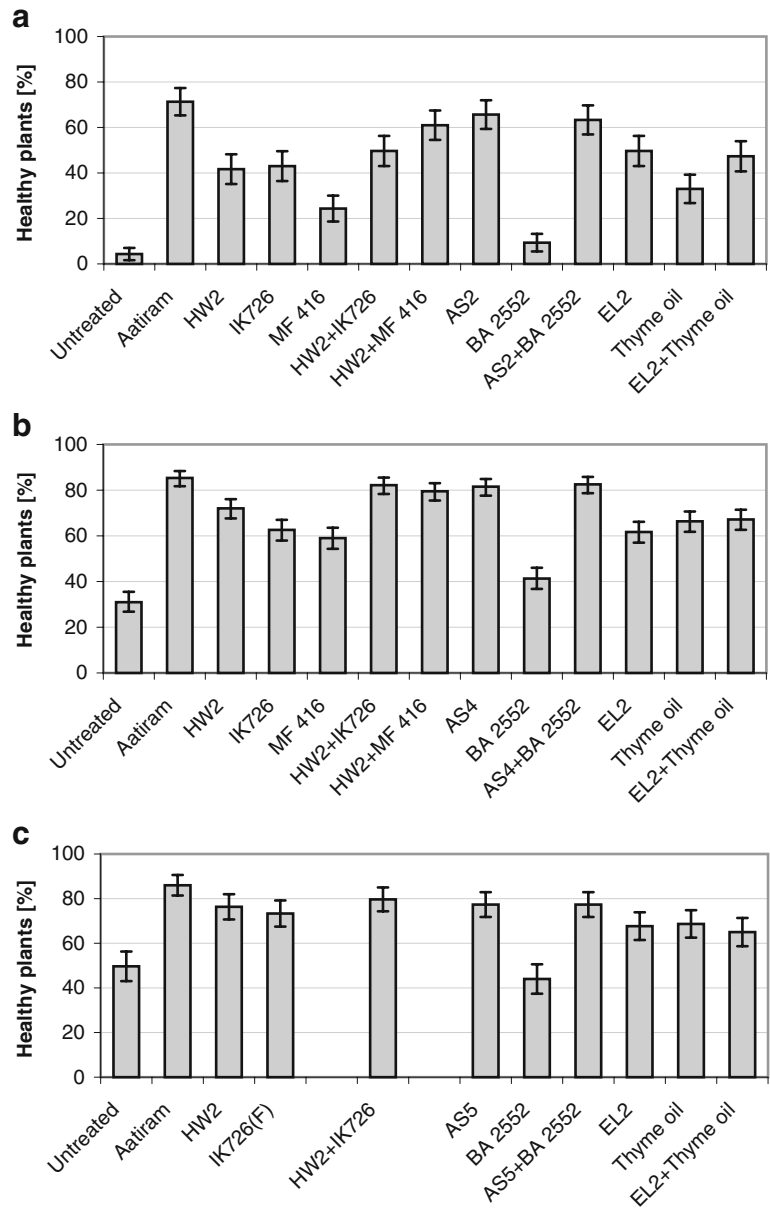 a
Healthy plants [%]
100
80
60
40
20
0
Untreated
Aatiram
HW2
IK726
MF 416
HW2+IK726
HW2+MF 416
AS2
BA 2552
AS2+BA 2552
EL2
Thyme oil
EL2+Thyme oil
b
Healthy plants [%]
100
80
60
40
20
0
Untreated
Aatiram
HW2
IK726
MF 416
HW2+IK726
HW2+MF 416
AS4
BA 2552
AS4+BA 2552
EL2
Thyme oil
EL2+Thyme oil
c
Healthy plants [%]
100
80
60
40
20
0
Untreated
Aatiram
HW2
IK726(F)
HW2+IK726
AS5
BA 2552
AS5+BA 2552
EL2
Thyme oil
EL2+Thyme oil